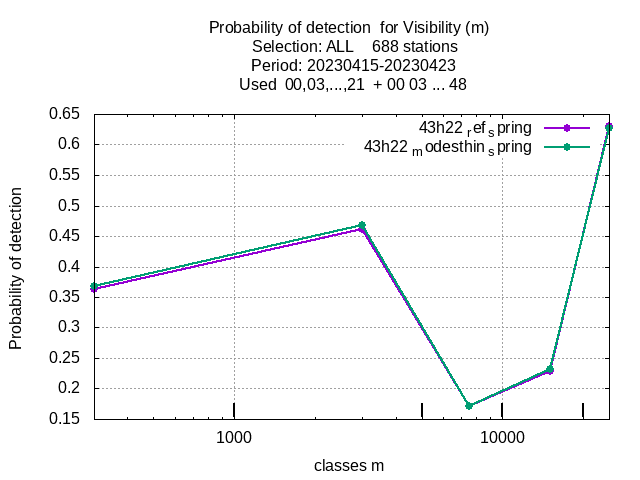 Probability of detection  for Visibility (m)
Selection: ALL    688 stations
Period: 20230415-20230423
Used  00,03,...,21  + 00 03 ... 48
0.65
0.6
0.55
0.5
0.45
0.4
0.35
0.3
0.25
0.2
0.15
Probability of detection
43h22 ref spring
43h22 modesthin spring
1000
10000
classes m